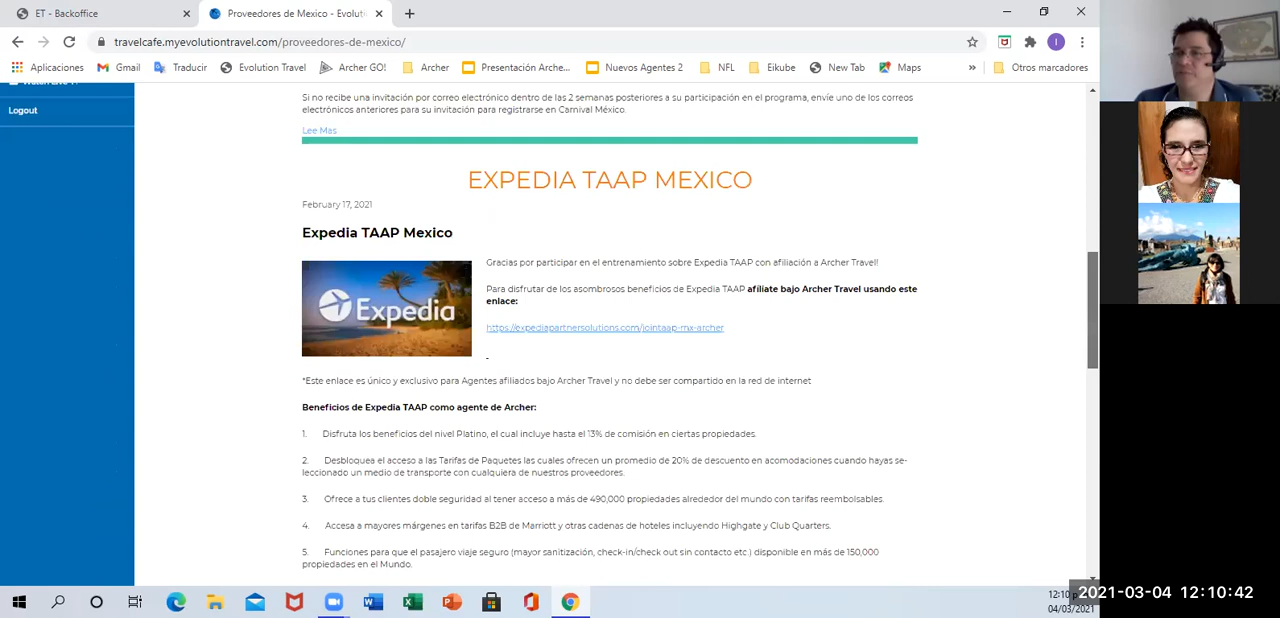 ET - Backoffice
Proveedores de Mexico - Evoluti
travelcafe.myevolutiontravel.com/proveedores-de-mexico/
I
Aplicaciones
Gmail
Traducir
Evolution Travel
Archer GO!
Archer
Presentación Arche...
Nuevos Agentes 2
NFL
Eikube
New Tab
Maps
»
Otros marcadores
Logout
Si no recibe una invitación por correo electrónico dentro de las 2 semanas posteriores a su participación en el programa, envíe uno de los correos
electrónicos anteriores para su invitación para registrarse en Carnival México.
Lee Mas
EXPEDIA TAAP MEXICO
February 17, 2021
Expedia TAAP Mexico
Expedia
Gracias por participar en el entrenamiento sobre Expedia TAAP con afiliación a Archer Travel!
Para disfrutar de los asombrosos beneficios de Expedia TAAP afíliate bajo Archer Travel usando este
enlace:
https://expediapartnersolutions.com/jointaap-mx-archer
*Este enlace es único y exclusivo para Agentes afiliados bajo Archer Travel y no debe ser compartido en la red de internet
Beneficios de Expedia TAAP como agente de Archer:
1. Disfruta los beneficios del nivel Platino, el cual incluye hasta el 13% de comisión en ciertas propiedades.
2. Desbloquea el acceso a las Tarifas de Paquetes las cuales ofrecen un promedio de 20% de descuento en acomodaciones cuando hayas se-
leccionado un medio de transporte con cualquiera de nuestros proveedores.
3. Ofrece a tus clientes doble seguridad al tener acceso a más de 490,000 propiedades alrededor del mundo con tarifas reembolsables.
4. Accesa a mayores márgenes en tarifas B2B de Marriott y otras cadenas de hoteles incluyendo Highgate y Club Quarters.
5. Funciones para que el pasajero viaje seguro (mayor sanitización, check-in/check out sin contacto etc.) disponible en más de 150,000
propiedades en el Mundo.
12:10 p
04/03/2021
2021-03-04 12:10:42